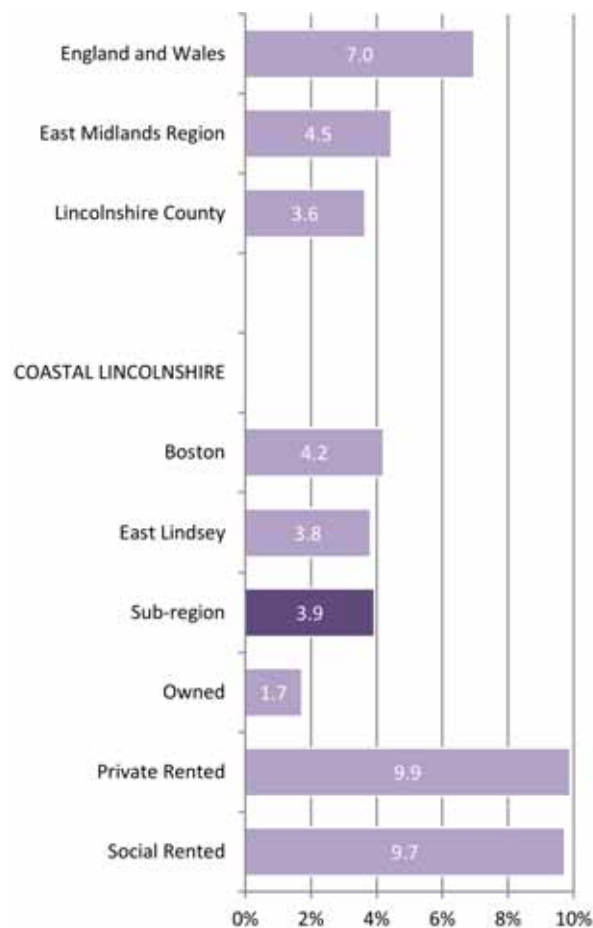 England and Wales 7.0
East Midlands Region 4.5
Lincolnshire County 3.6
COASTAL LINCOLNSHIRE
Boston 4.2
East Lindsey 3.8
Sub-region 3.9
Owned 1.7
Private Rented 9.9
Social Rented 9.7
0% 2% 4% 6% 8% 10%